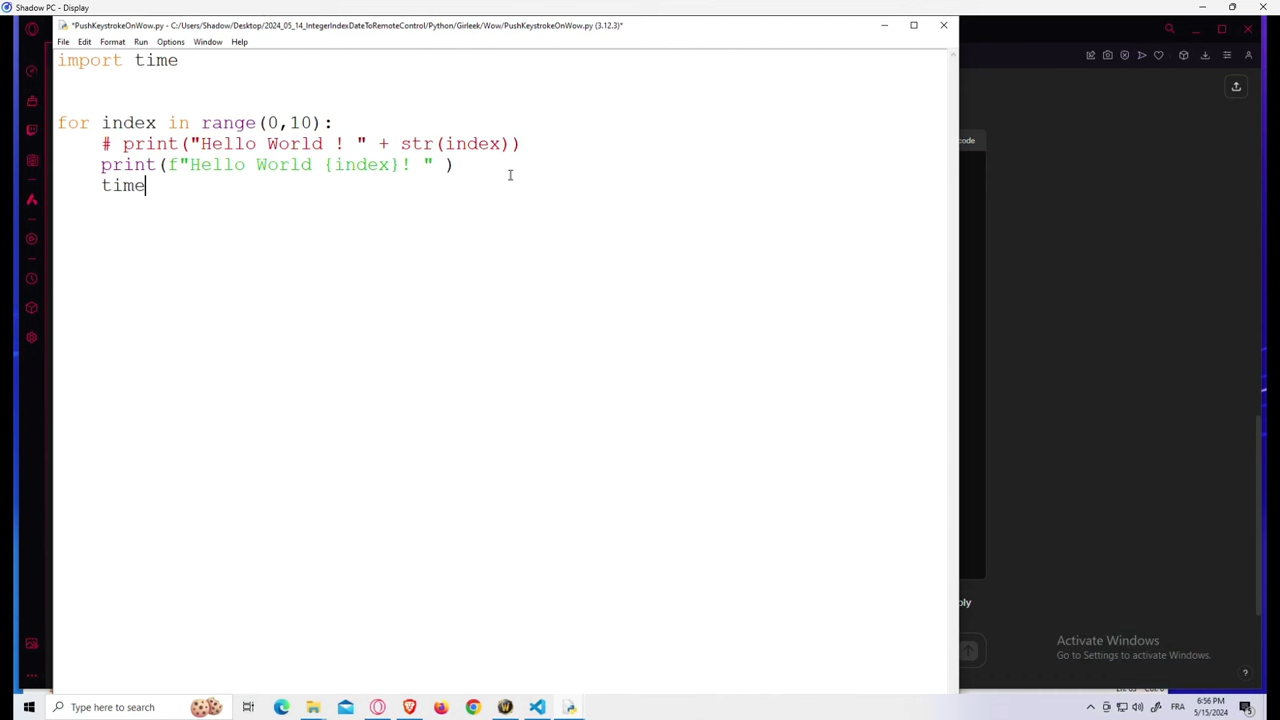 Shadow PC - Display
*PushKeystrokeOnWow.py - C:/Users/Shadow/Desktop/2024_05_14_IntegerIndexDateToRemoteControl/Python/Girleek/Wow/PushKeystrokeOnWow.py (3.12.3)*
File Edit Format Run Options Window Help
import time
for index in range(0,10):
# print("Hello World ! " + str(index))
print(f"Hello World {index}! " )
time
code
ply
Activate Windows
Go to Settings to activate Windows.
?
Type here to search
FRA
6:56 PM
5/15/2024
5